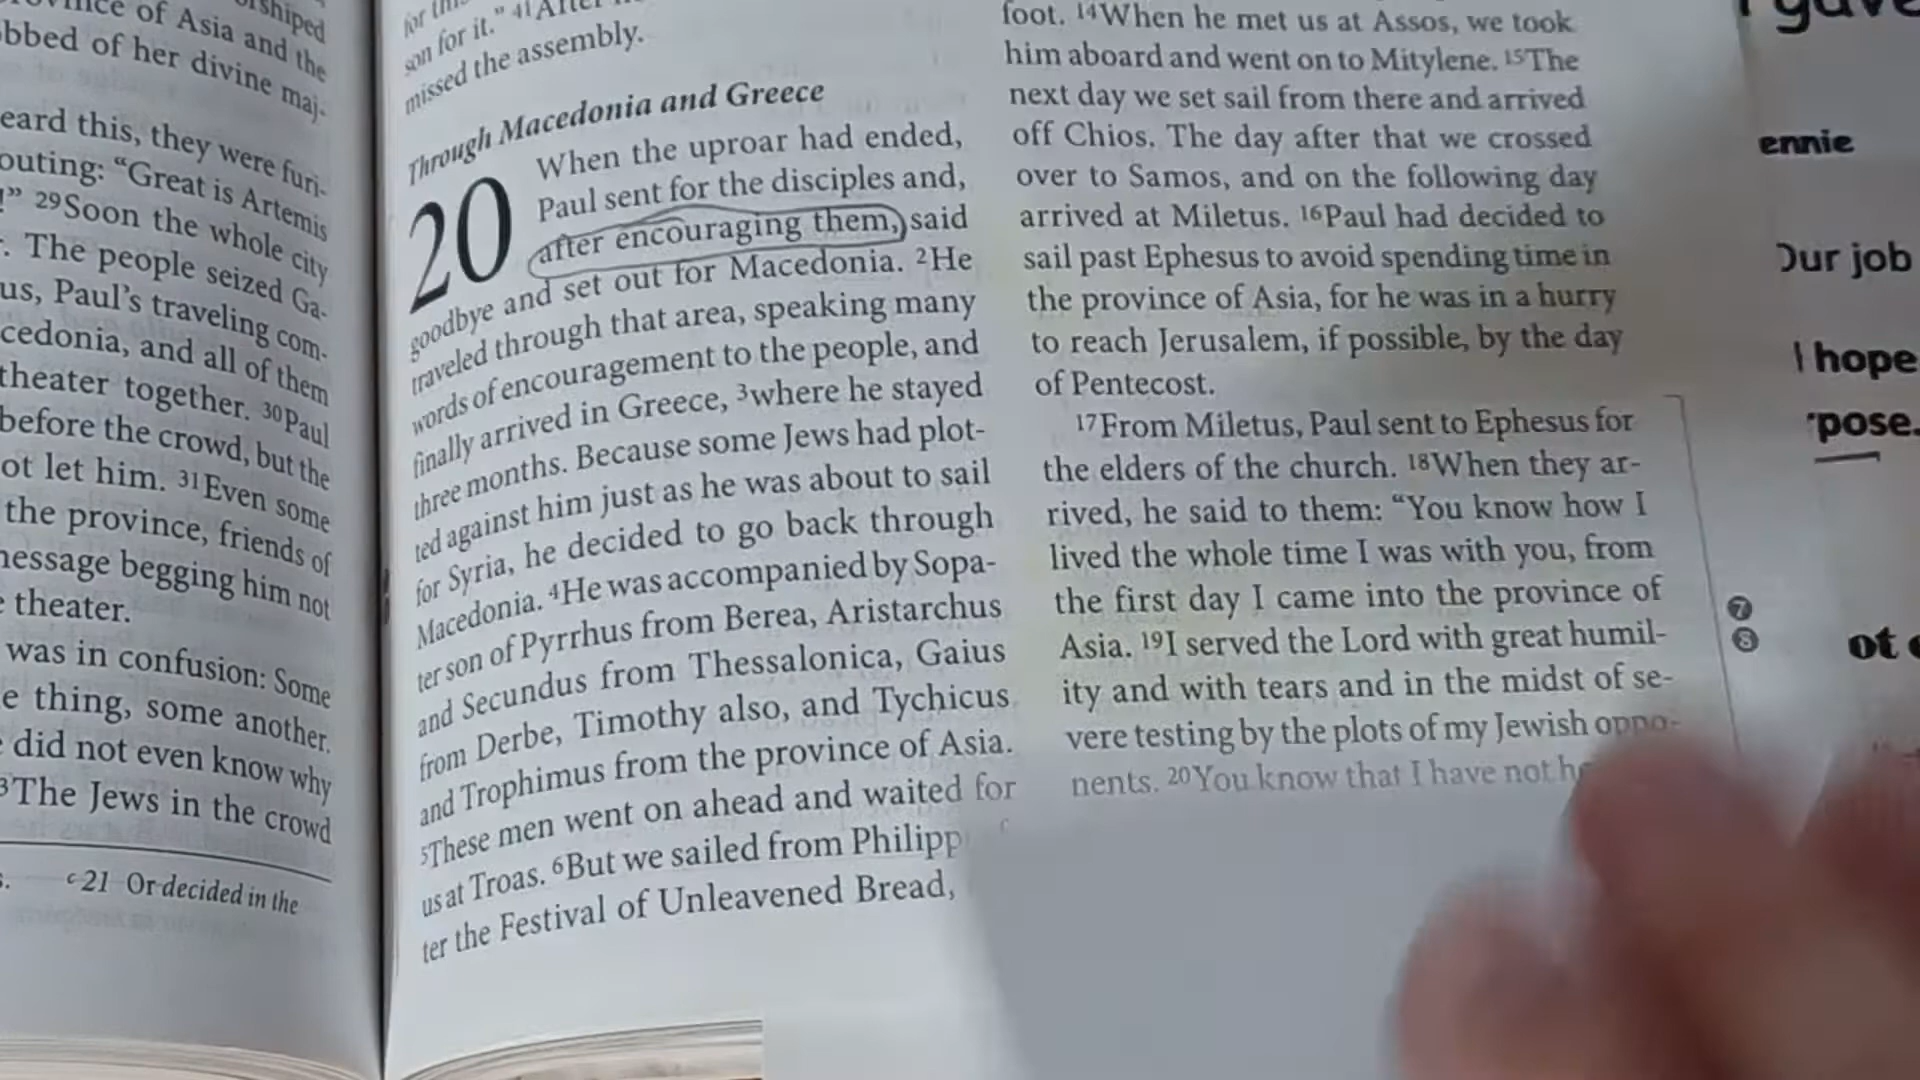 ince of Asia and the
bbed of her divine maj-
eard this, they were furi-
outing: “Great is Artemis
!” 29Soon the whole city
. The people seized Ga-
us, Paul’s traveling com-
cedonia, and all of them
theater together. 30Paul
before the crowd, but the
ot let him. 31Even some
the province, friends of
nessage begging him not
e theater.
was in confusion: Some
e thing, some another.
did not even know why
3The Jews in the crowd
s. c21 Or decided in the
son for it.” 41After
missed the assembly.
Through Macedonia and Greece
20 When the uproar had ended,
Paul sent for the disciples and,
after encouraging them, said
goodbye and set out for Macedonia. 2He
traveled through that area, speaking many
words of encouragement to the people, and
finally arrived in Greece, 3where he stayed
three months. Because some Jews had plot-
ted against him just as he was about to sail
for Syria, he decided to go back through
Macedonia. 4He was accompanied by Sopa-
ter son of Pyrrhus from Berea, Aristarchus
and Secundus from Thessalonica, Gaius
from Derbe, Timothy also, and Tychicus
and Trophimus from the province of Asia.
5These men went on ahead and waited for
us at Troas. 6But we sailed from Philipp
ter the Festival of Unleavened Bread,
foot. 14When he met us at Assos, we took
him aboard and went on to Mitylene. 15The
next day we set sail from there and arrived
off Chios. The day after that we crossed
over to Samos, and on the following day
arrived at Miletus. 16Paul had decided to
sail past Ephesus to avoid spending time in
the province of Asia, for he was in a hurry
to reach Jerusalem, if possible, by the day
of Pentecost.
17From Miletus, Paul sent to Ephesus for
the elders of the church. 18When they ar-
rived, he said to them: “You know how I
lived the whole time I was with you, from
the first day I came into the province of
Asia. 19I served the Lord with great humil-
ity and with tears and in the midst of se-
vere testing by the plots of my Jewish oppo-
nents. 20You know that I have not h
7
8
ennie
Our job
I hope
pose.
ot